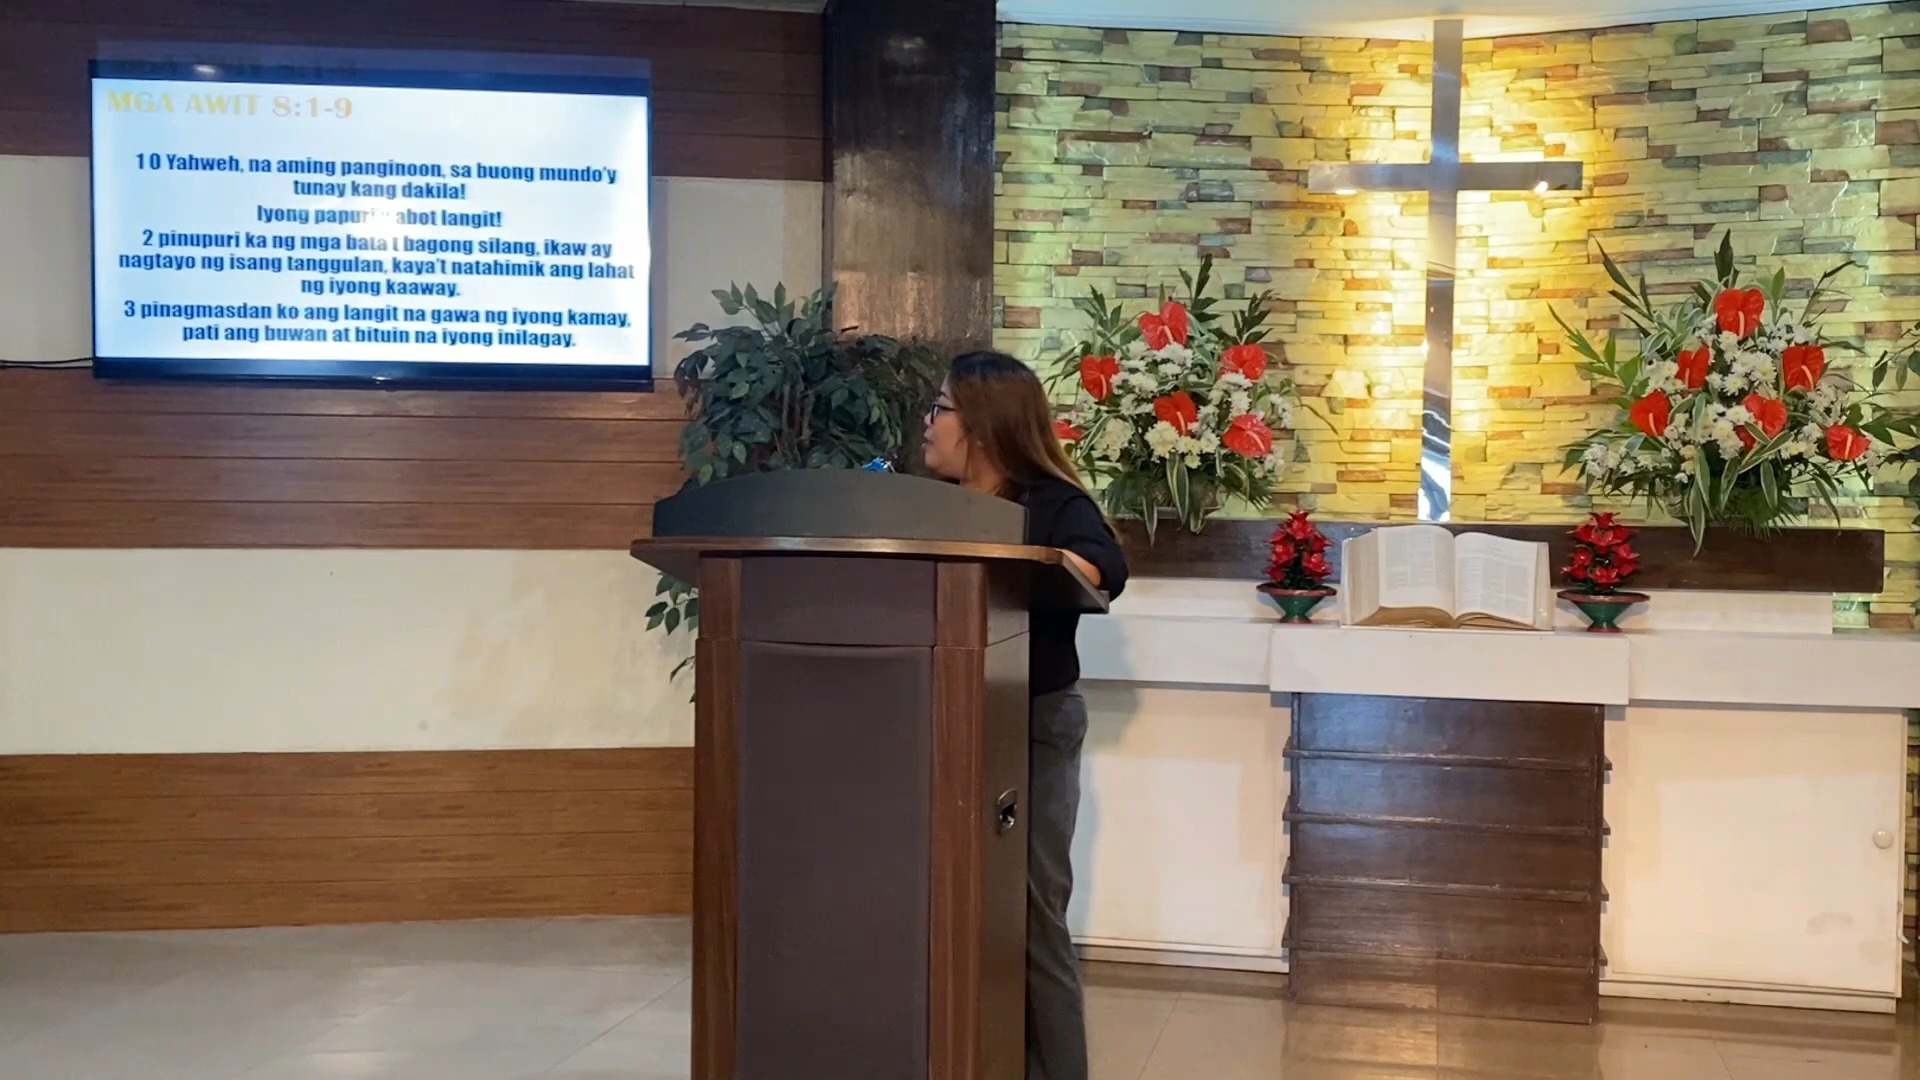 MGA AWIT 8:1-9
1 O Yahweh, na aming panginoon, sa buong mundo'y
tunay kang dakila!
Iyong abot langit!
2 pinupuri ka ng mga bata bagong silang, ikaw ay
nagtayo ng isang tanggulan, kaya't natahimik ang lahat
ng iyong kaaway.
3 pinagmasdan ko ang langit na gawa ng iyong kamay,
pati ang buwan at bituin na iyong inilagay.